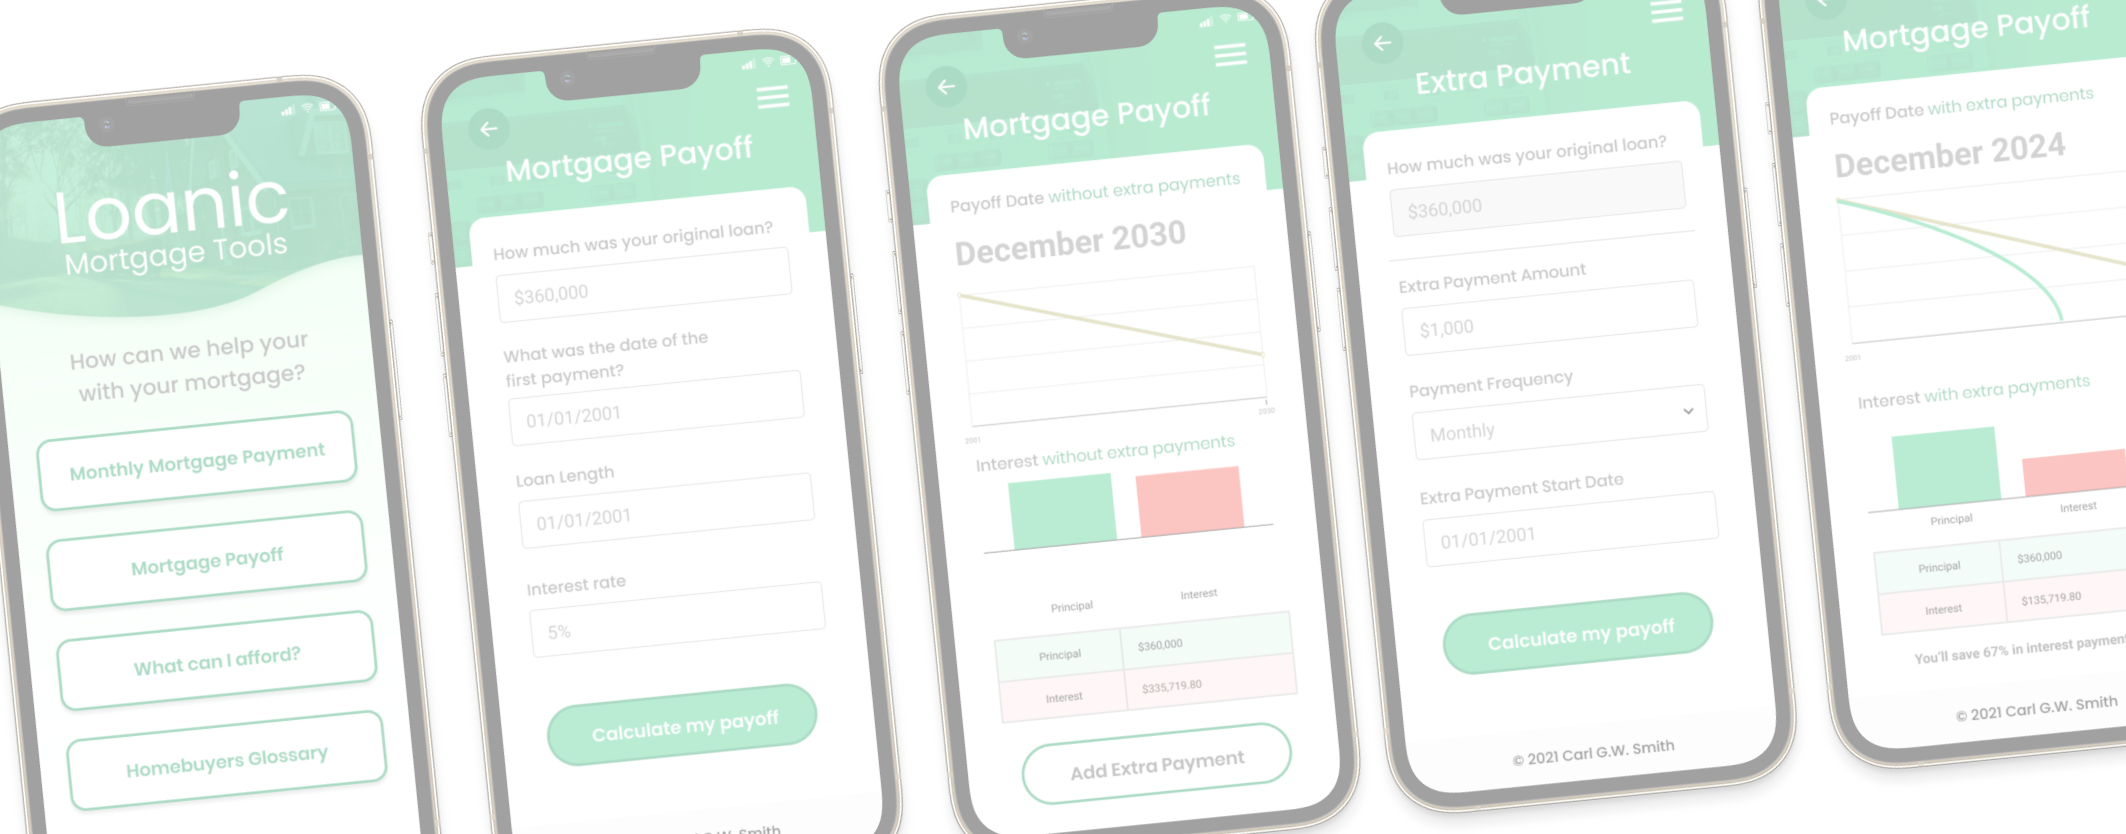 Loanic
Mortgage Tools
How can we help your
with your mortgage?
Monthly Mortgage Payment
Mortgage Payoff
What can I afford?
Homebuyers Glossary
Mortgage Payoff
How much was your original loan?
$360,000
What was the date of the
first payment?
01/01/2001
Loan Length
01/01/2001
Interest rate
5%
Calculate my payoff
G.W. Smith
Mortgage Payoff
Payoff Date without extra payments
December 2030
2001
2030
Interest without extra payments
Principal
Interest
Principal
$360,000
Interest
$335,719.80
Add Extra Payment
Extra Payment
How much was your original loan?
$360,000
Extra Payment Amount
$1,000
Payment Frequency
Monthly
Extra Payment Start Date
01/01/2001
Calculate my payoff
© 2021 Carl G.W. Smith
Mortgage Payoff
Payoff Date with extra payments
December 2024
2001
Interest with extra payments
Principal
Interest
Principal
$360,000
Interest
$135,719.80
You'll save 67% in interest payment
© 2021 Carl G.W. Smith